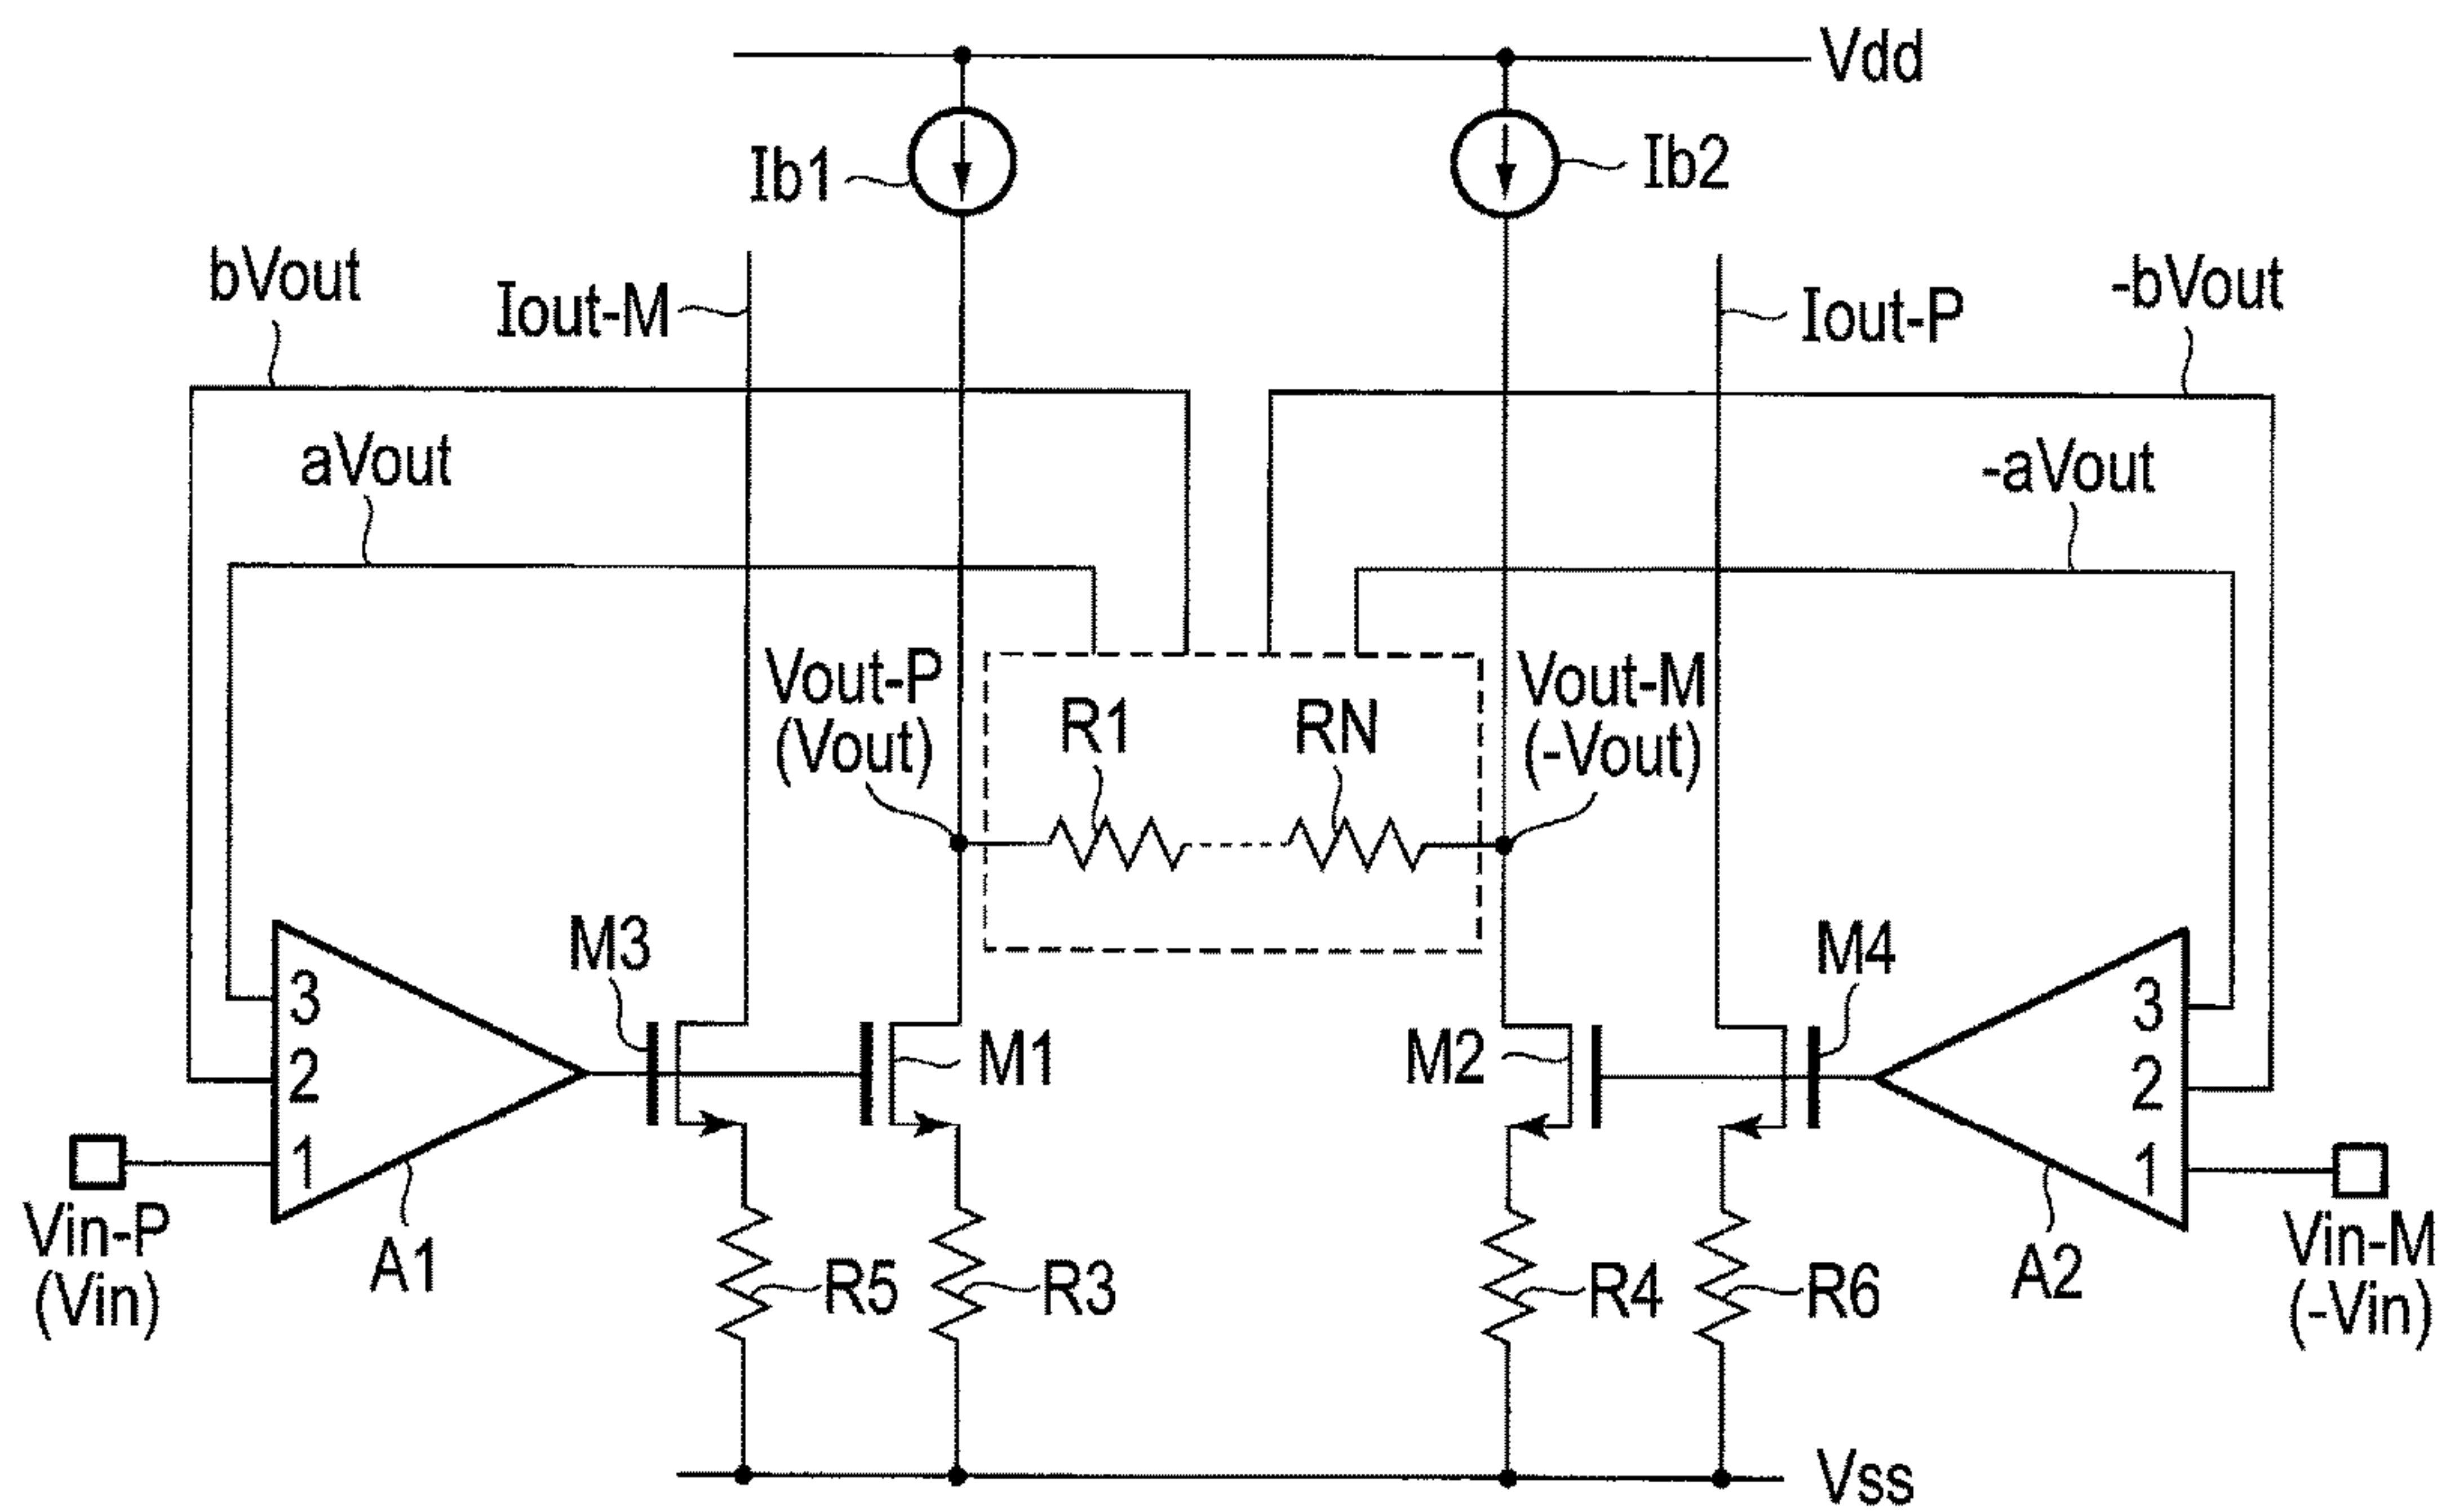 Vdd
Ib1
Ib2
bVout
Iout-M
Iout-P
-bVout
aVout
-aVout
Vout-P
(Vout)
R1
RN
Vout-M
(-Vout)
M3
M4
3
2
1
M1
M2
3
2
1
Vin-P
(Vin)
A1
R5
R3
R4
R6
A2
Vin-M
(-Vin)
Vss